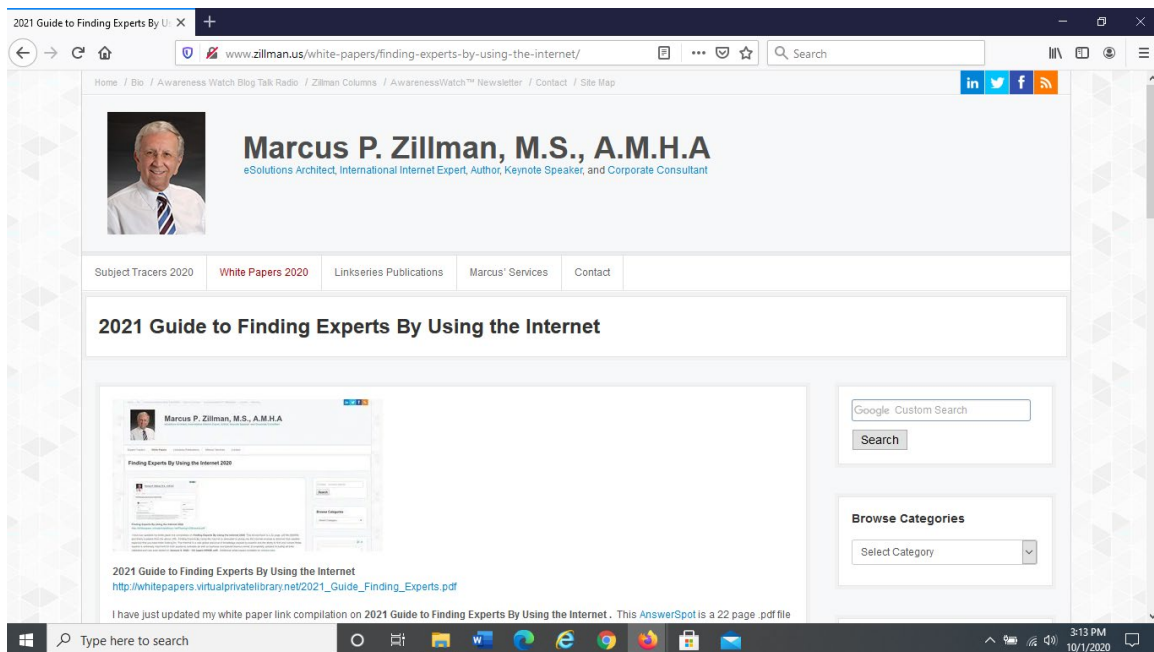 2021 Guide to Finding Experts By U
www.zillman.us/white-papers/finding-experts-by-using-the-internet/
Search
Home / Bio / Awareness Watch Blog Talk Radio / Zillman Columns / AwarenessWatch™ Newsletter / Contact / Site Map
in f
Marcus P. Zillman, M.S., A.M.H.A
eSolutions Architect, International Internet Expert, Author, Keynote Speaker, and Corporate Consultant
Subject Tracers 2020 White Papers 2020 Linkseries Publications Marcus' Services Contact
2021 Guide to Finding Experts By Using the Internet
Marcus P. Zillman, M.S., A.M.H.A
Finding Experts By Using the Internet 2020
Google Custom Search
Search
Browse Categories
Select Category
2021 Guide to Finding Experts By Using the Internet
http://whitepapers.virtualprivatelibrary.net/2021_Guide_Finding_Experts.pdf
I have just updated my white paper link compilation on 2021 Guide to Finding Experts By Using the Internet . This AnswerSpot is a 22 page .pdf file
Type here to search
3:13 PM
10/1/2020